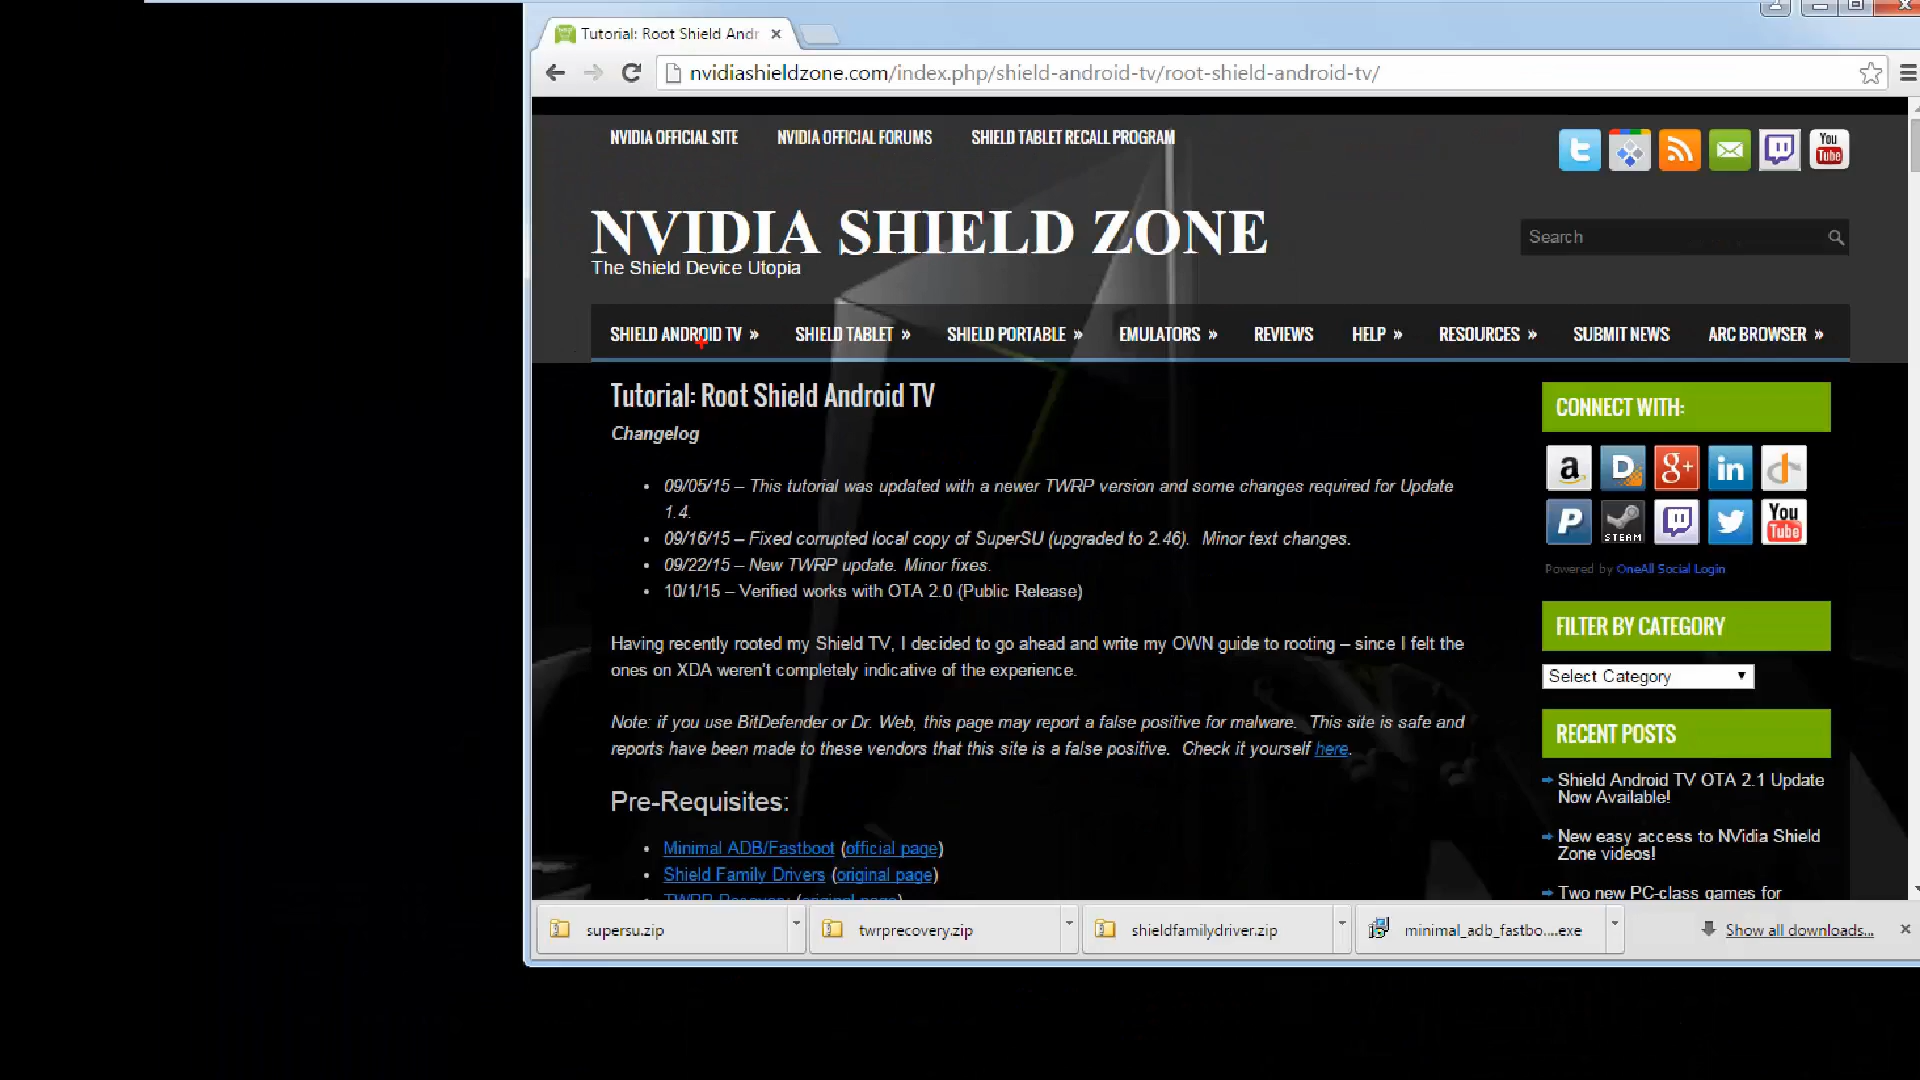 Tutorial: Root Shield Andr
nvidiashieldzone.com/index.php/shield-android-tv/root-shield-android-tv/
NVIDIA OFFICIAL SITE NVIDIA OFFICIAL FORUMS SHIELD TABLET RECALL PROGRAM
You
Tube
NVIDIA SHIELD ZONE
The Shield Device Utopia
Search
SHIELD ANDROID TV » SHIELD TABLET » SHIELD PORTABLE » EMULATORS » REVIEWS HELP » RESOURCES » SUBMIT NEWS ARC BROWSER »
Tutorial: Root Shield Android TV
Changelog
• 09/05/15 – This tutorial was updated with a newer TWRP version and some changes required for Update
1.4.
• 09/16/15 – Fixed corrupted local copy of SuperSU (upgraded to 2.46). Minor text changes.
• 09/22/15 – New TWRP update. Minor fixes.
• 10/1/15 – Verified works with OTA 2.0 (Public Release)
Having recently rooted my Shield TV, I decided to go ahead and write my OWN guide to rooting – since I felt the
ones on XDA weren't completely indicative of the experience.
Note: if you use BitDefender or Dr. Web, this page may report a false positive for malware. This site is safe and
reports have been made to these vendors that this site is a false positive. Check it yourself here.
Pre-Requisites:
• Minimal ADB/Fastboot (official page)
• Shield Family Drivers (original page)
• TWRP Recovery (original page)
CONNECT WITH:
a D g+ in d
P STEAM You
Tube
Powered by OneAll Social Login
FILTER BY CATEGORY
Select Category
RECENT POSTS
Shield Android TV OTA 2.1 Update
Now Available!
New easy access to NVidia Shield
Zone videos!
Two new PC-class games for
supersu.zip twrprecovery.zip shieldfamilydriver.zip minimal_adb_fastbo....exe Show all downloads...